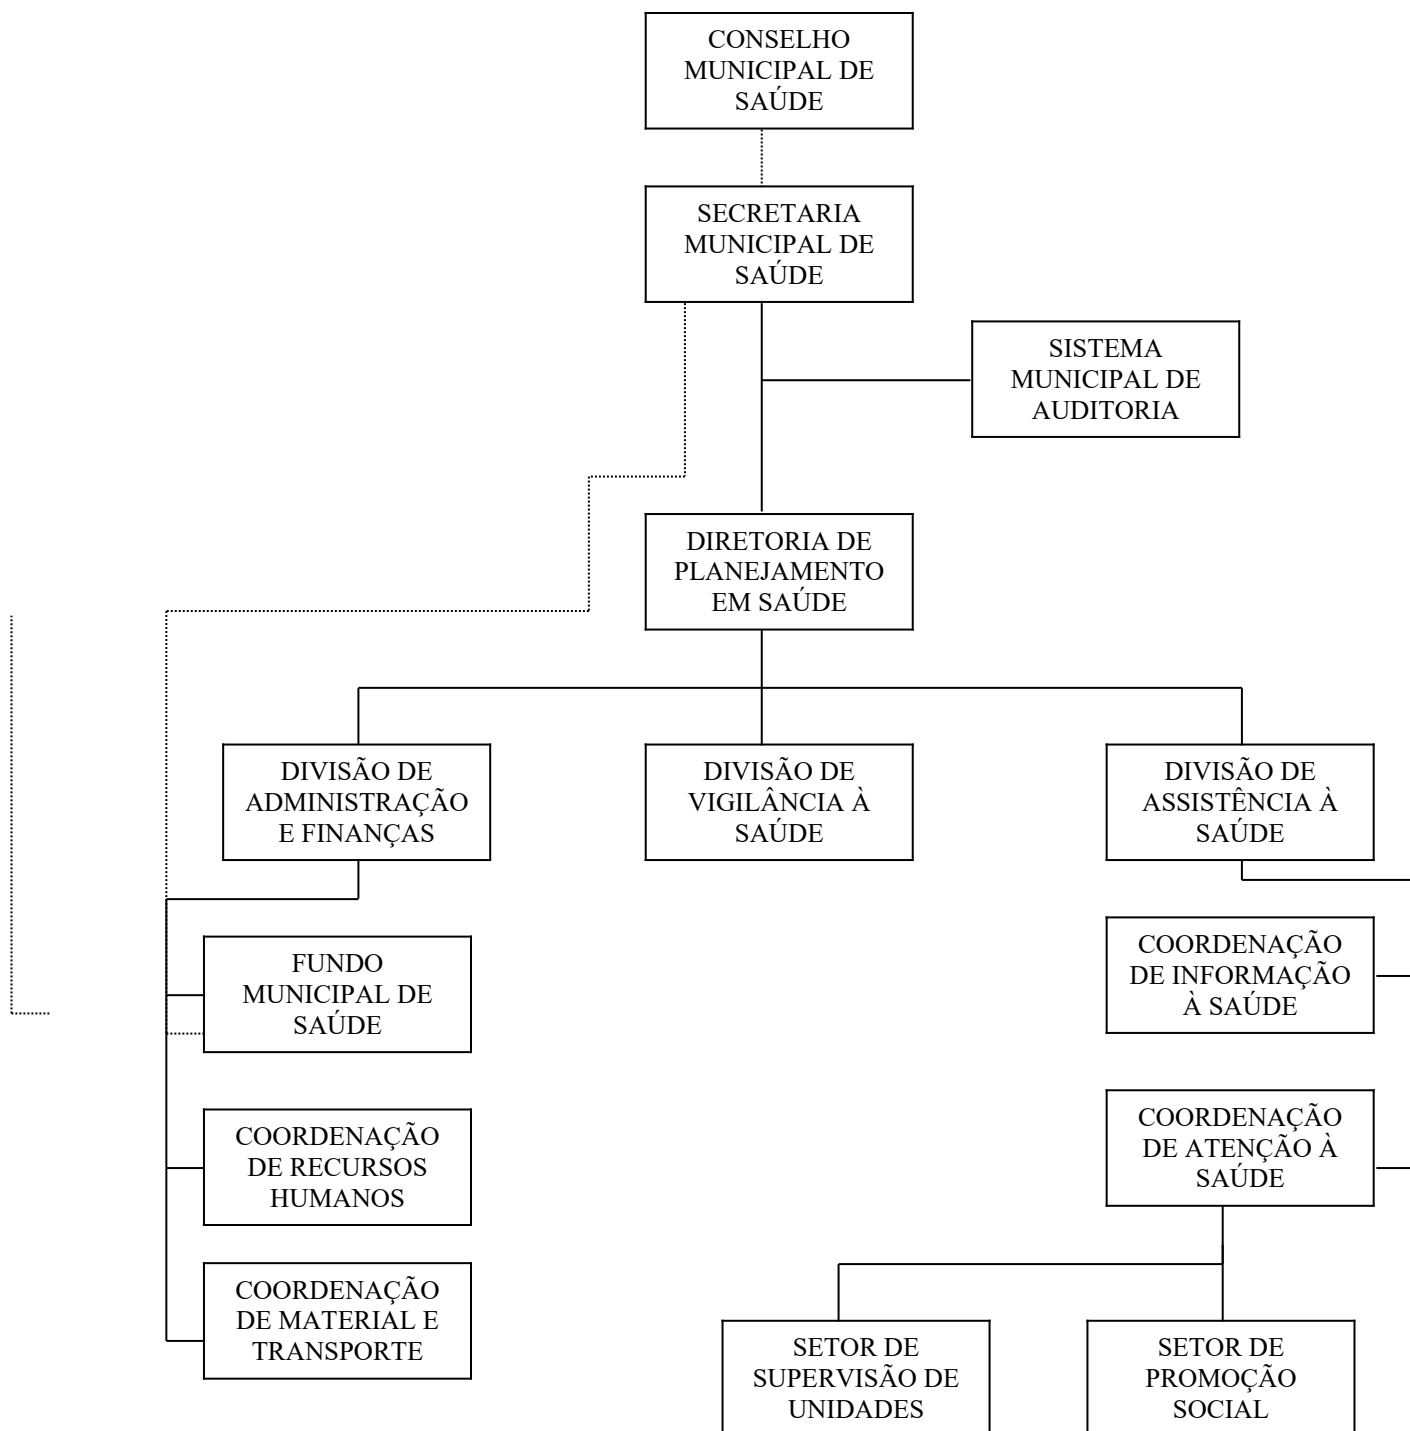 CONSELHO
MUNICIPAL DE
SAÚDE
SECRETARIA
MUNICIPAL DE
SAÚDE
SISTEMA
MUNICIPAL DE
AUDITORIA
DIRETORIA DE
PLANEJAMENTO
EM SAÚDE
DIVISÃO DE
ADMINISTRAÇÃO
E FINANÇAS
DIVISÃO DE
VIGILÂNCIA À
SAÚDE
DIVISÃO DE
ASSISTÊNCIA À
SAÚDE
FUNDO
MUNICIPAL DE
SAÚDE
COORDENAÇÃO
DE INFORMAÇÃO
À SAÚDE
COORDENAÇÃO
DE RECURSOS
HUMANOS
COORDENAÇÃO
DE ATENÇÃO À
SAÚDE
COORDENAÇÃO
DE MATERIAL E
TRANSPORTE
SETOR DE
SUPERVISÃO DE
UNIDADES
SETOR DE
PROMOÇÃO
SOCIAL